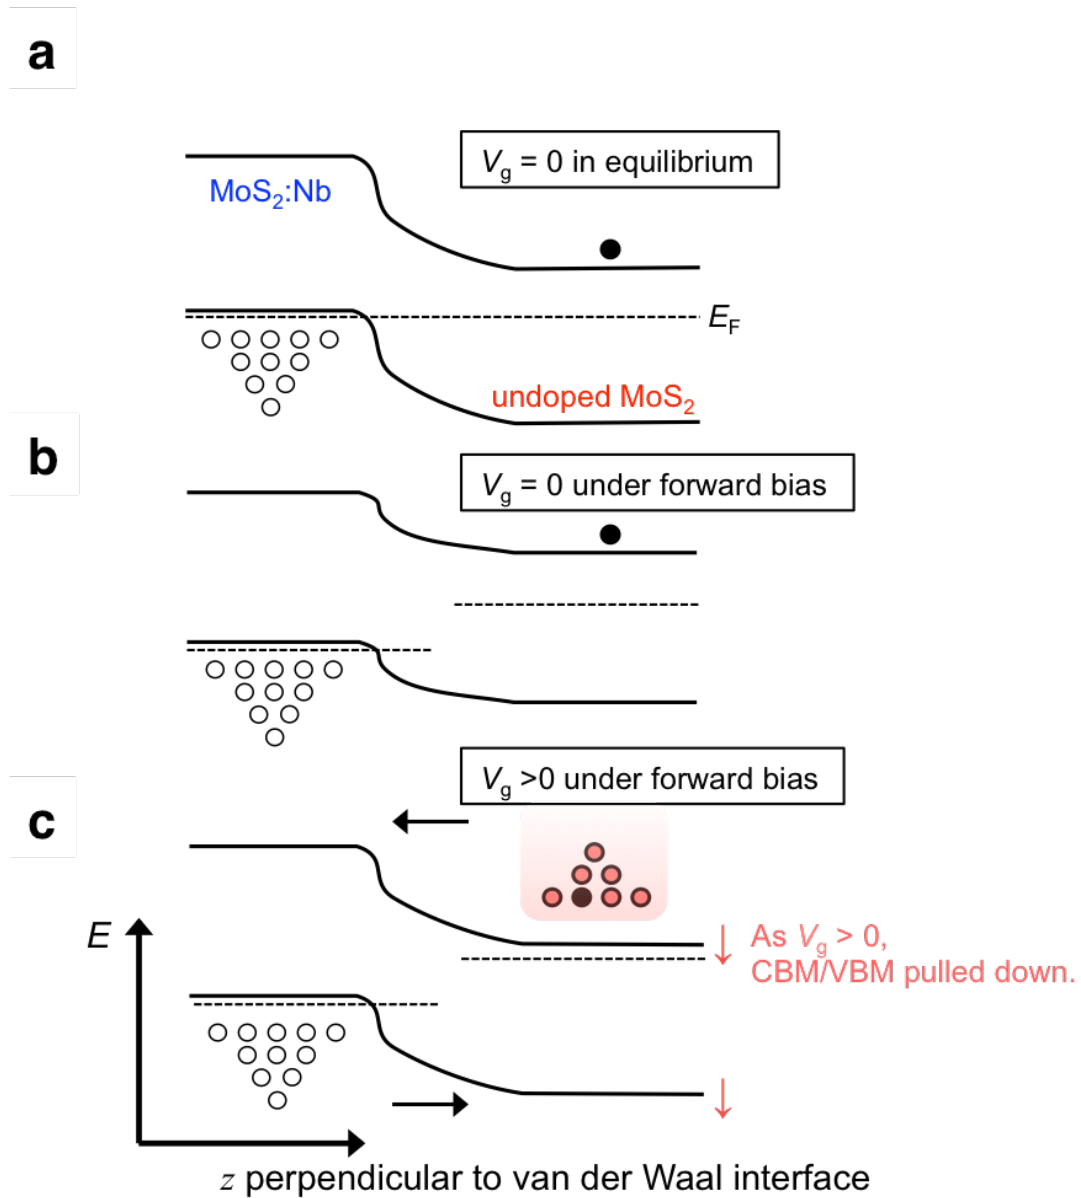 a
Vg = 0 in equilibrium
MoS2:Nb
EF
undoped MoS2
b
Vg = 0 under forward bias
Vg >0 under forward bias
c
E
As Vg > 0,
CBM/VBM pulled down.
z perpendicular to van der Waal interface